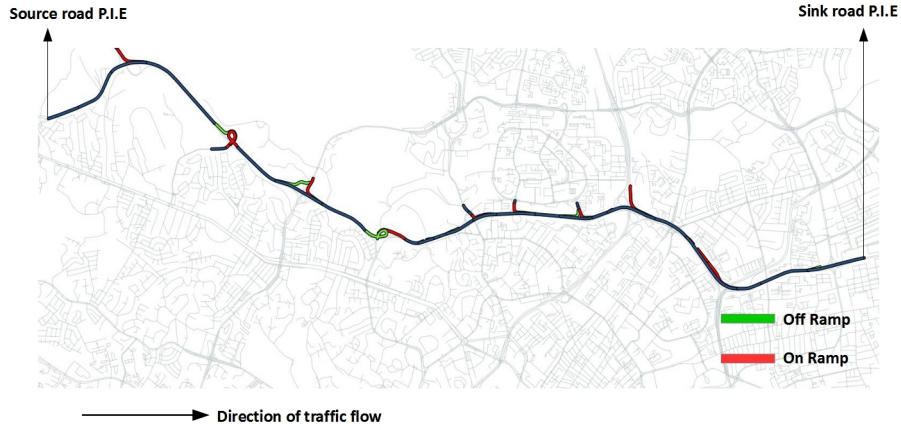 Source road P.I.E
Sink road P.I.E
Off Ramp
On Ramp
Direction of traffic flow